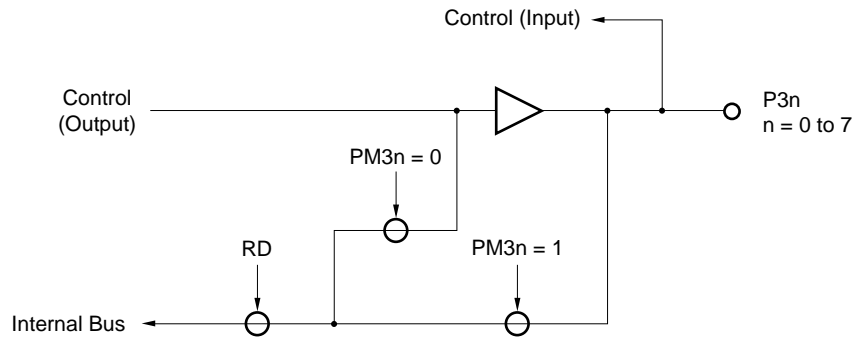 Control (Input)
Control
(Output)
P3n
n = 0 to 7
PM3n = 0
RD
PM3n = 1
Internal Bus